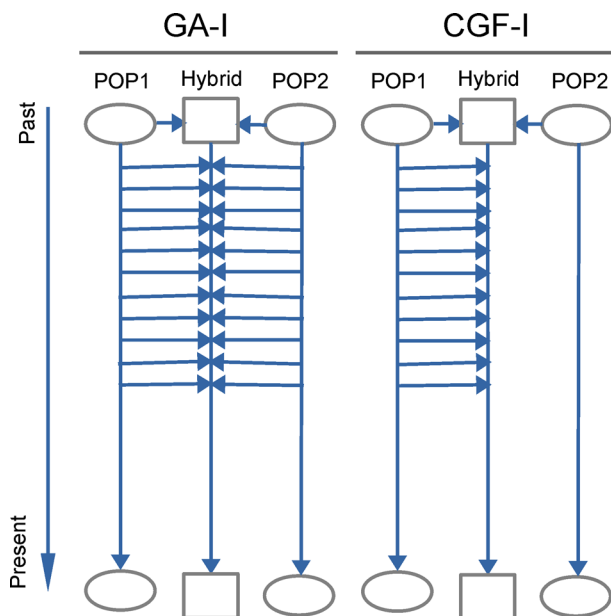 GA-I
CGF-I
POP1 Hybrid POP2
POP1 Hybrid POP2
Past
Present